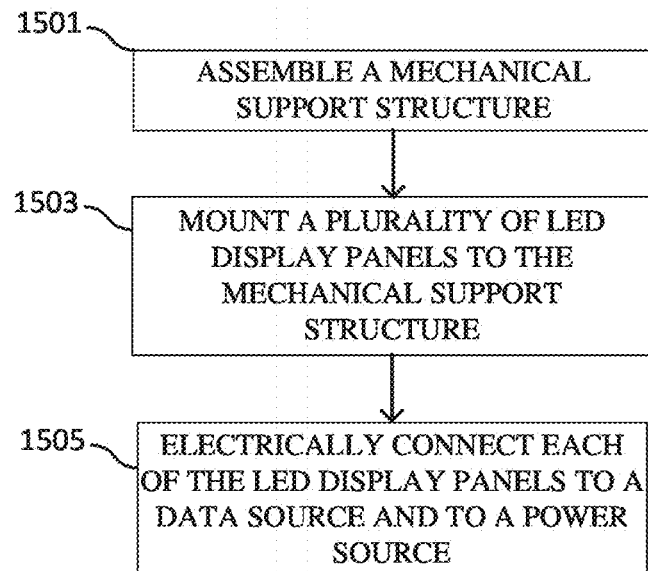 1501
ASSEMBLE A MECHANICAL
SUPPORT STRUCTURE
1503
MOUNT A PLURALITY OF LED
DISPLAY PANELS TO THE
MECHANICAL SUPPORT
STRUCTURE
1505
ELECTRICALLY CONNECT EACH
OF THE LED DISPLAY PANELS TO A
DATA SOURCE AND TO A POWER
SOURCE